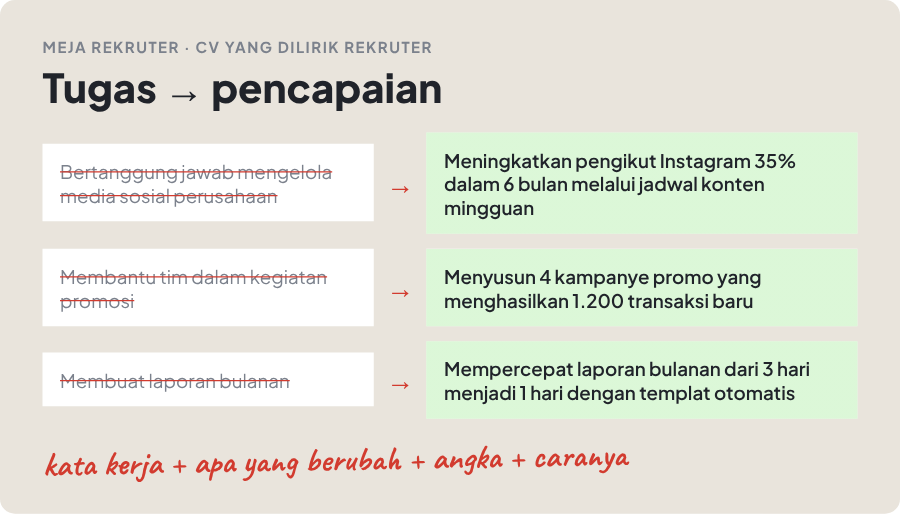 MEJA REKRUTER · CV YANG DILIRIK REKRUTER
Tugas → pencapaian
Bertanggung jawab mengelola
media sosial perusahaan
→
Meningkatkan pengikut Instagram 35%
dalam 6 bulan melalui jadwal konten
mingguan
Membantu tim dalam kegiatan
promosi
→
Menyusun 4 kampanye promo yang
menghasilkan 1.200 transaksi baru
Membuat laporan bulanan
→
Mempercepat laporan bulanan dari 3 hari
menjadi 1 hari dengan templat otomatis
kata kerja + apa yang berubah + angka + caranya